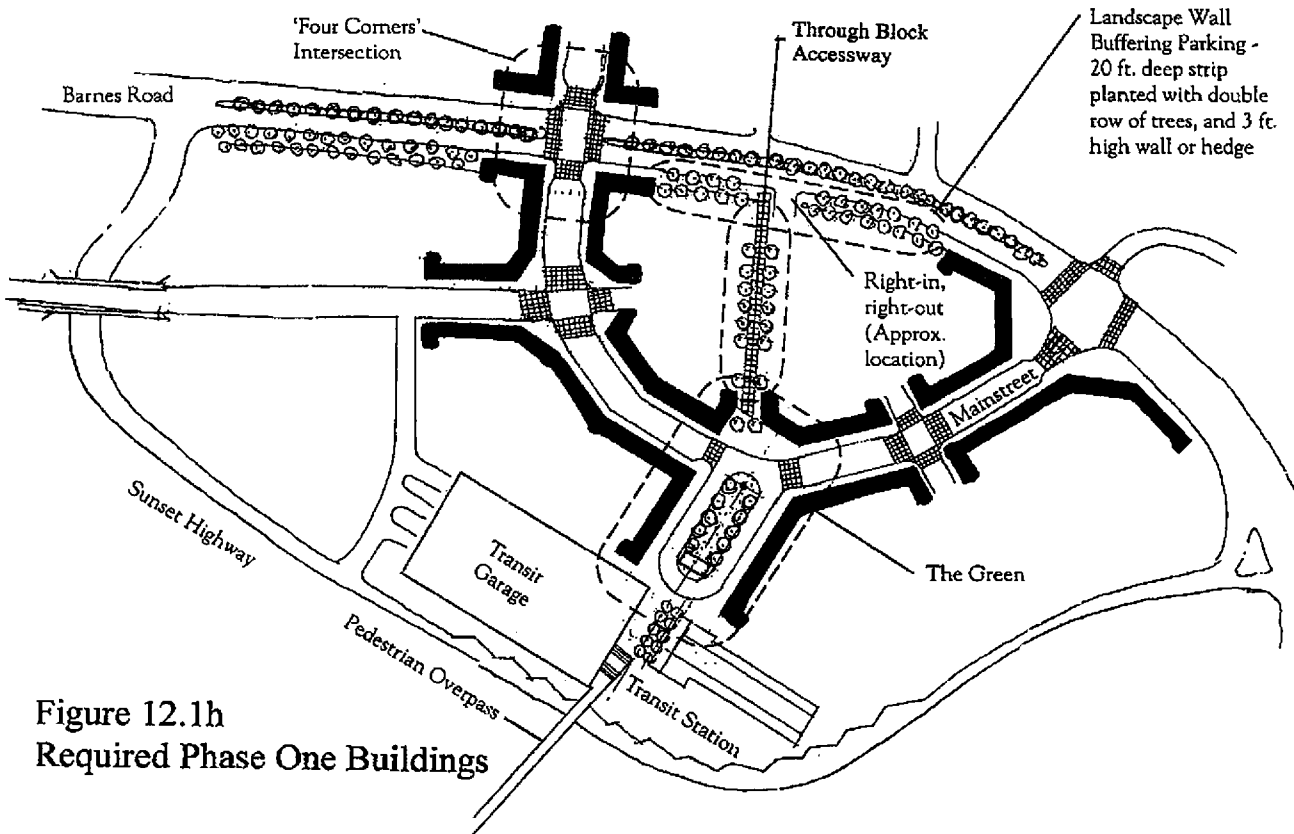 'Four Corners'
Intersection
Through Block
Accessway
Landscape Wall
Buffering Parking -
20 ft. deep strip
planted with double
row of trees, and 3 ft.
high wall or hedge
Barnes Road
Right-in,
right-out
(Approx.
location)
Mainstreet
Sunset Highway
Transit
Garage
The Green
Pedestrian Overpass
Transit Station
Figure 12.1h
Required Phase One Buildings